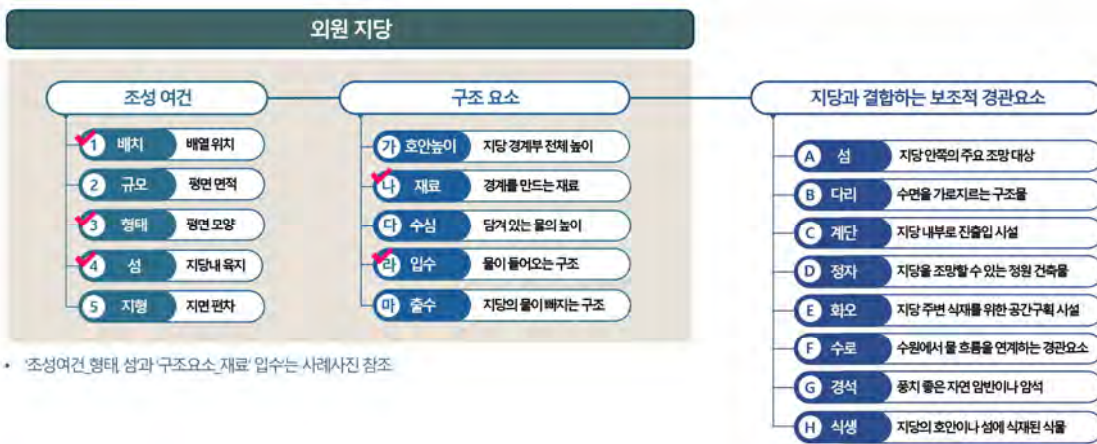 외원 지당
조성 여건
1 배치 배열 위치
2 규모 평면 면적
3 형태 평면 모양
4 섬 지당내 육지
5 지형 지면 편차
구조 요소
가 호안높이 지당 경계부 전체 높이
나 재료 경계를 만드는 재료
다 수심 담겨 있는 물의 높이
라 입수 물이 들어오는 구조
마 출수 지당의 물이 빠지는 구조
지당과 결합하는 보조적 경관요소
A 섬 지당 안쪽의 주요 조망 대상
B 다리 수면을 가로지르는 구조물
C 계단 지당 내부로 진출입 시설
D 정자 지당을 조망할 수 있는 정원 건축물
E 화오 지당 주변 식재를 위한 공간구획 시설
F 수로 수원에서 물 흐름을 연계하는 경관요소
G 경석 풍치 좋은 자연 암반이나 암석
H 식생 지당의 호안이나 섬에 식재된 식물
• '조성여건_형태, 섬'과 '구조요소_재료' 입수'는 사례사진 참조